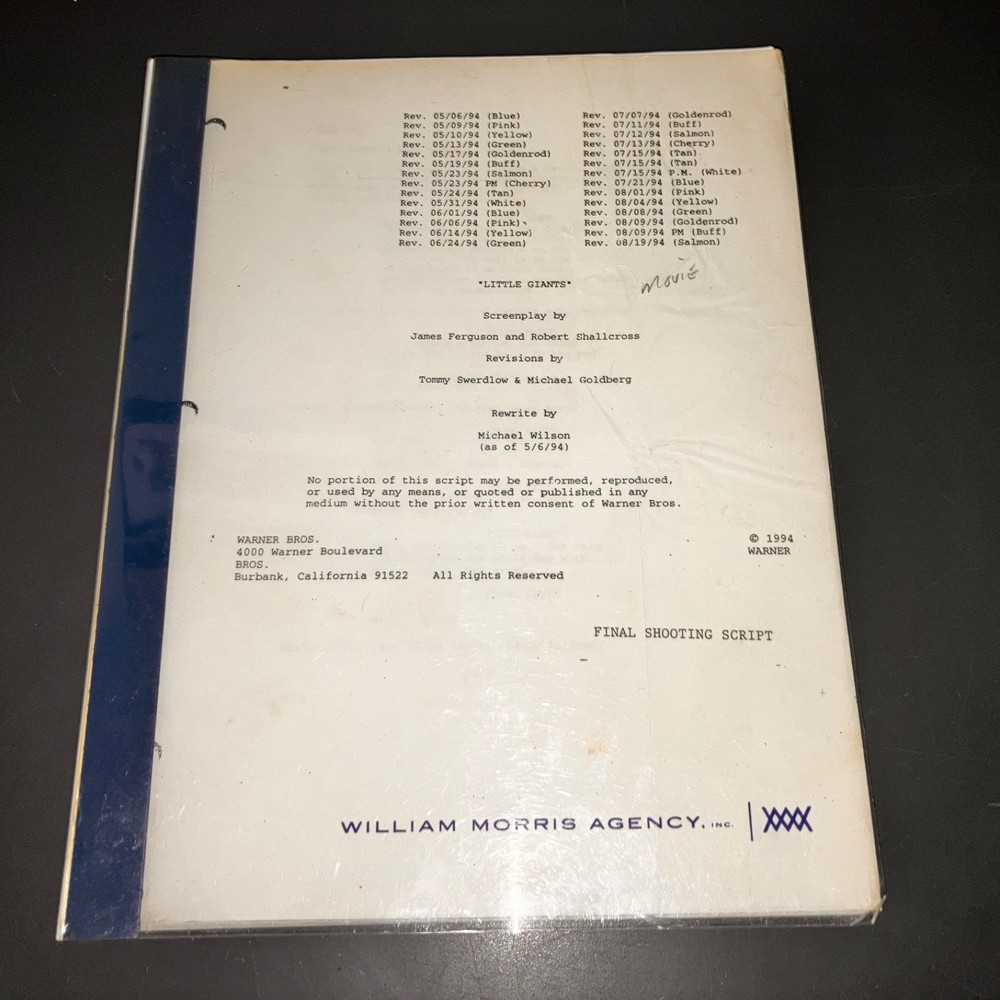 Rev. 05/06/94 (Blue)
Rev. 05/09/94 (Pink)
Rev. 05/10/94 (Yellow)
Rev. 05/13/94 (Green)
Rev. 05/17/94 (Goldenrod)
Rev. 05/19/94 (Buff)
Rev. 05/23/94 (Salmon)
Rev. 05/23/94 PM (Cherry)
Rev. 05/24/94 (Tan)
Rev. 05/31/94 (White)
Rev. 06/01/94 (Blue)
Rev. 06/06/94 (Pink)
Rev. 06/14/94 (Yellow)
Rev. 06/24/94 (Green)
Rev. 07/07/94 (Goldenrod)
Rev. 07/11/94 (Buff)
Rev. 07/12/94 (Salmon)
Rev. 07/13/94 (Cherry)
Rev. 07/15/94 (Tan)
Rev. 07/15/94 (Tan)
Rev. 07/15/94 P.M. (White)
Rev. 07/21/94 (Blue)
Rev. 08/01/94 (Pink)
Rev. 08/04/94 (Yellow)
Rev. 08/08/94 (Green)
Rev. 08/09/94 (Goldenrod)
Rev. 08/09/94 PM (Buff)
Rev. 08/19/94 (Salmon)
MOVIE
"LITTLE GIANTS"
Screenplay by
James Ferguson and Robert Shallcross
Revisions by
Tommy Swerdlow & Michael Goldberg
Rewrite by
Michael Wilson
(as of 5/6/94)
No portion of this script may be performed, reproduced,
or used by any means, or quoted or published in any
medium without the prior written consent of Warner Bros.
WARNER BROS. © 1994
4000 Warner Boulevard WARNER
BROS.
Burbank, California 91522 All Rights Reserved
FINAL SHOOTING SCRIPT
WILLIAM MORRIS AGENCY, INC.